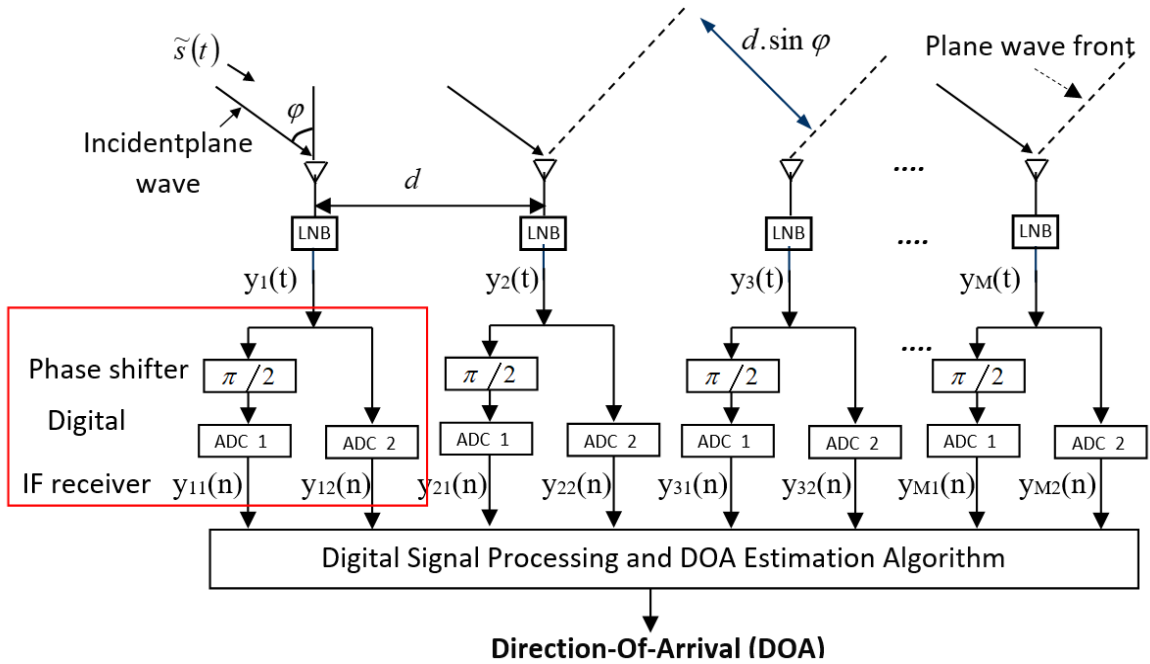 s̃(t)
φ
d.sin φ
Plane wave front
Incidentplane
wave
d
....
LNB
LNB
LNB
....
LNB
y1(t)
y2(t)
y3(t)
yM(t)
Phase shifter
π /2
π /2
π /2
....
π /2
Digital
ADC 1
ADC 2
ADC 1
ADC 2
ADC 1
ADC 2
ADC 1
ADC 2
IF receiver
y11(n)
y12(n)
y21(n)
y22(n)
y31(n)
y32(n)
yM1(n)
yM2(n)
Digital Signal Processing and DOA Estimation Algorithm
Direction-Of-Arrival (DOA)